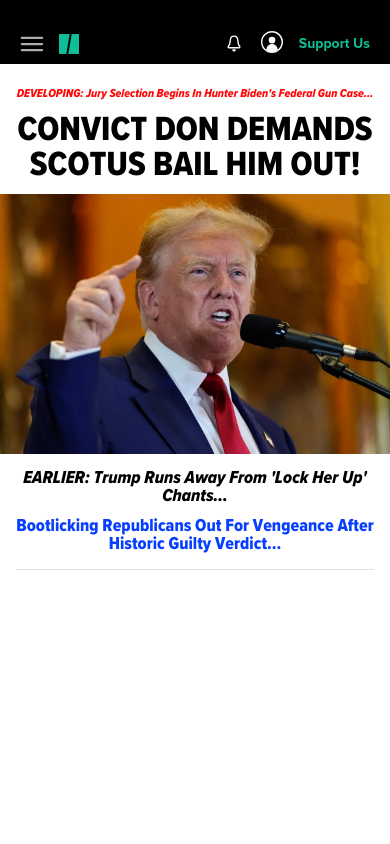 Support Us
DEVELOPING: Jury Selection Begins In Hunter Biden's Federal Gun Case...
CONVICT DON DEMANDS
SCOTUS BAIL HIM OUT!
EARLIER: Trump Runs Away From 'Lock Her Up'
Chants...
Bootlicking Republicans Out For Vengeance After
Historic Guilty Verdict...